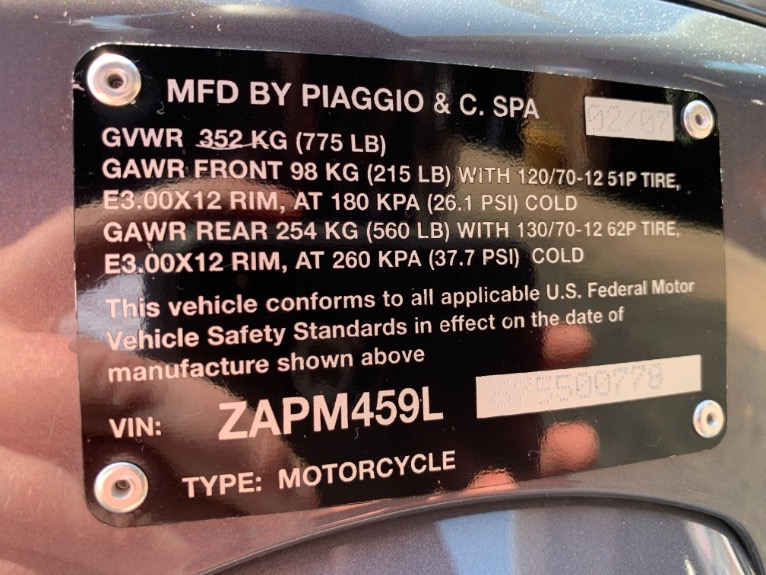 MFD BY PIAGGIO & C. SPA 02/07
GVWR 352 KG (775 LB)
GAWR FRONT 98 KG (215 LB) WITH 120/70-12 51P TIRE,
E3.00X12 RIM, AT 180 KPA (26.1 PSI) COLD
GAWR REAR 254 KG (560 LB) WITH 130/70-12 62P TIRE,
E3.00X12 RIM, AT 260 KPA (37.7 PSI) COLD
This vehicle conforms to all applicable U.S. Federal Motor
Vehicle Safety Standards in effect on the date of
manufacture shown above
VIN: ZAPM459L
TYPE: MOTORCYCLE